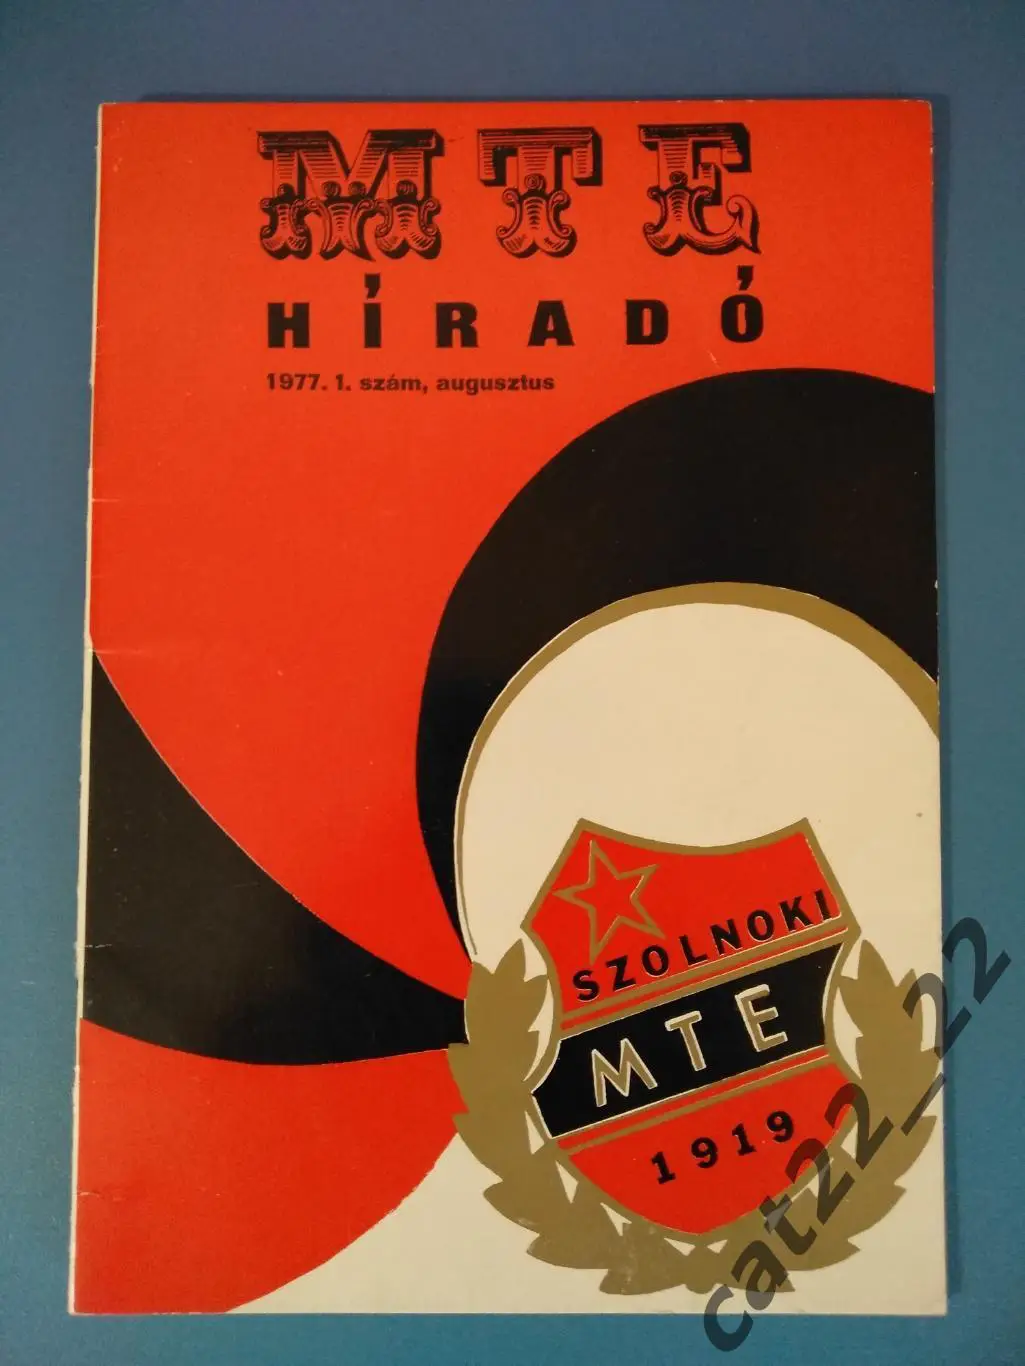 MTE
HÍRADÓ
1977. 1. szám, augusztus
SZOLNOKI
MTE
1919
cat22_22